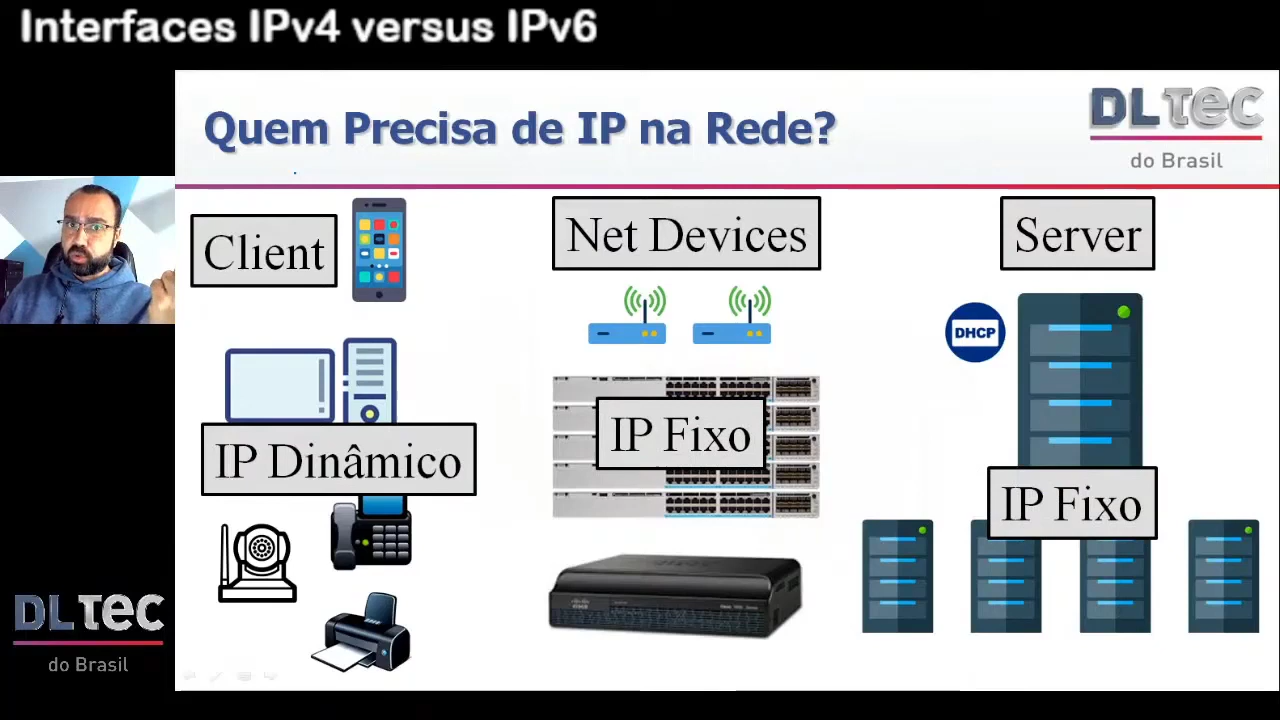 Interfaces IPv4 versus IPv6
Quem Precisa de IP na Rede?
DLTEC
do Brasil
Client
Net Devices
Server
DHCP
IP Dinâmico
IP Fixo
IP Fixo
DLTEC
do Brasil